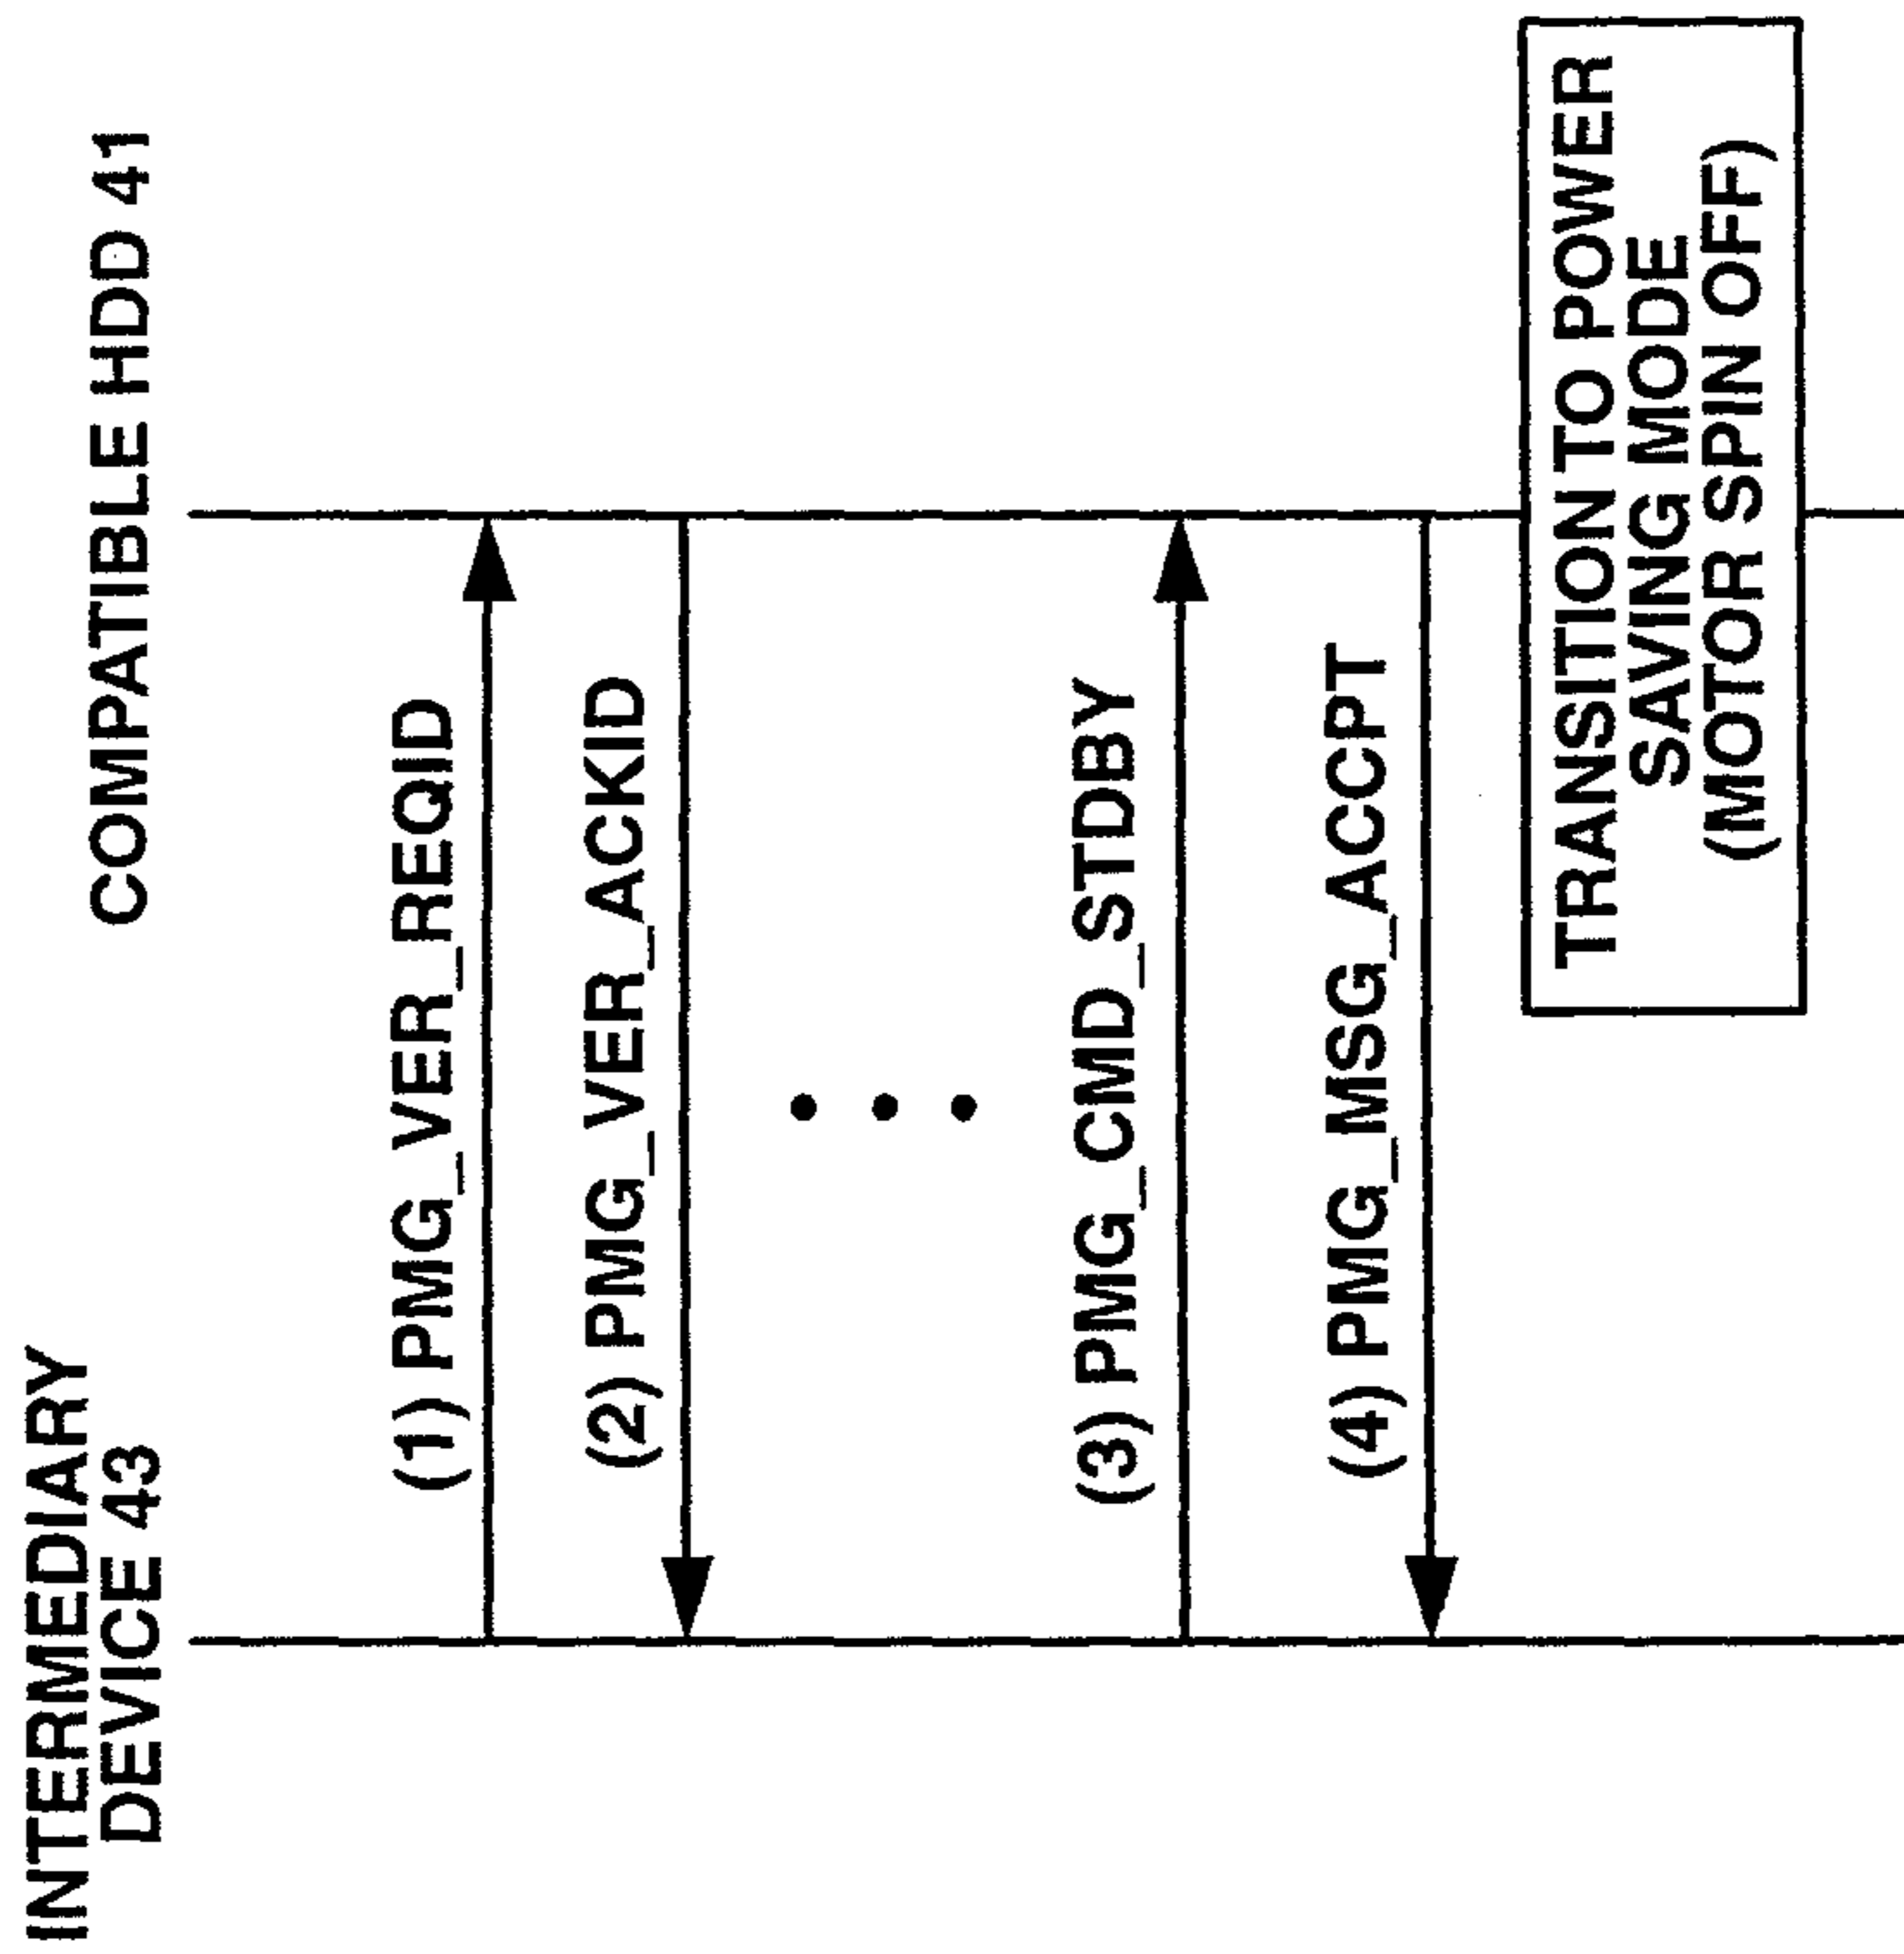 INTERMEDIARY
DEVICE 43
COMPATIBLE HDD 41
(1) PMG_VER_REQID
(2) PMG_VER_ACKID
(3) PMG_CMD_STDBY
(4) PMG_MSG_ACCPT
TRANSITION TO POWER
SAVING MODE
(MOTOR SPIN OFF)